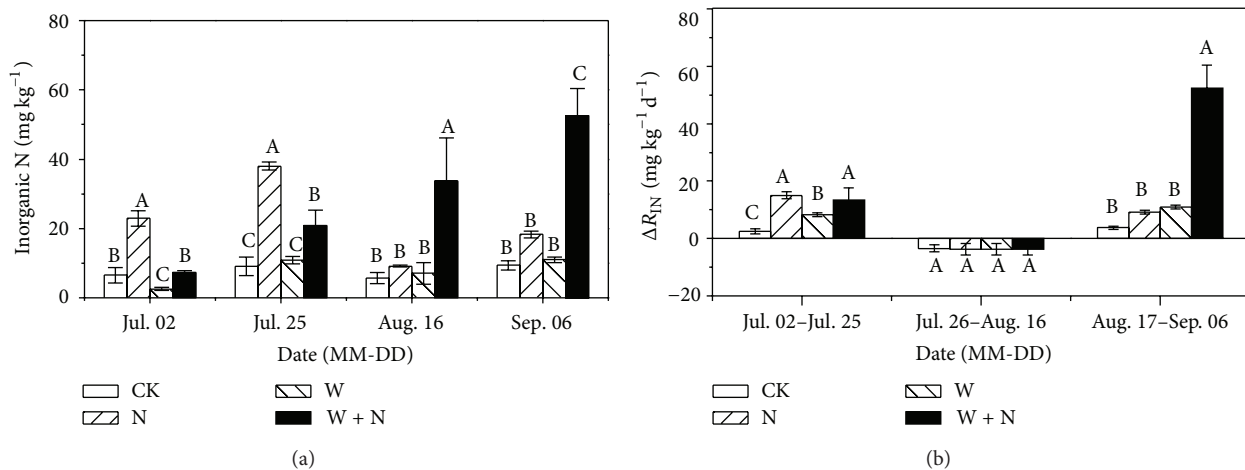 80
60
40
20
0
Inorganic N (mg kg⁻¹)
B A C B
C A C B
B B B A
B B B C
Jul. 02 Jul. 25 Aug. 16 Sep. 06
Date (MM-DD)
CK W
N W + N
(a)
80
60
40
20
0
−20
ΔR_IN (mg kg⁻¹ d⁻¹)
C A B A
A A A A
B B B A
Jul. 02–Jul. 25 Jul. 26–Aug. 16 Aug. 17–Sep. 06
Date (MM-DD)
CK W
N W + N
(b)